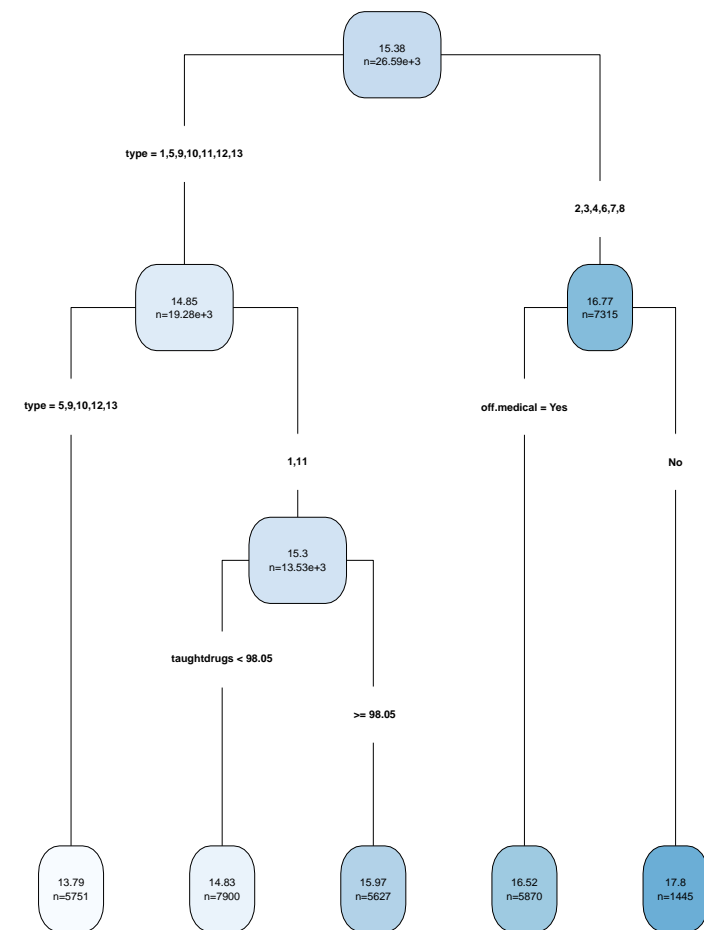 15.38
n=26.59e+3
type = 1,5,9,10,11,12,13
2,3,4,6,7,8
14.85
n=19.28e+3
16.77
n=7315
type = 5,9,10,12,13
off.medical = Yes
1,11
No
15.3
n=13.53e+3
taughtdrugs < 98.05
>= 98.05
13.79
n=5751
14.83
n=7900
15.97
n=5627
16.52
n=5870
17.8
n=1445